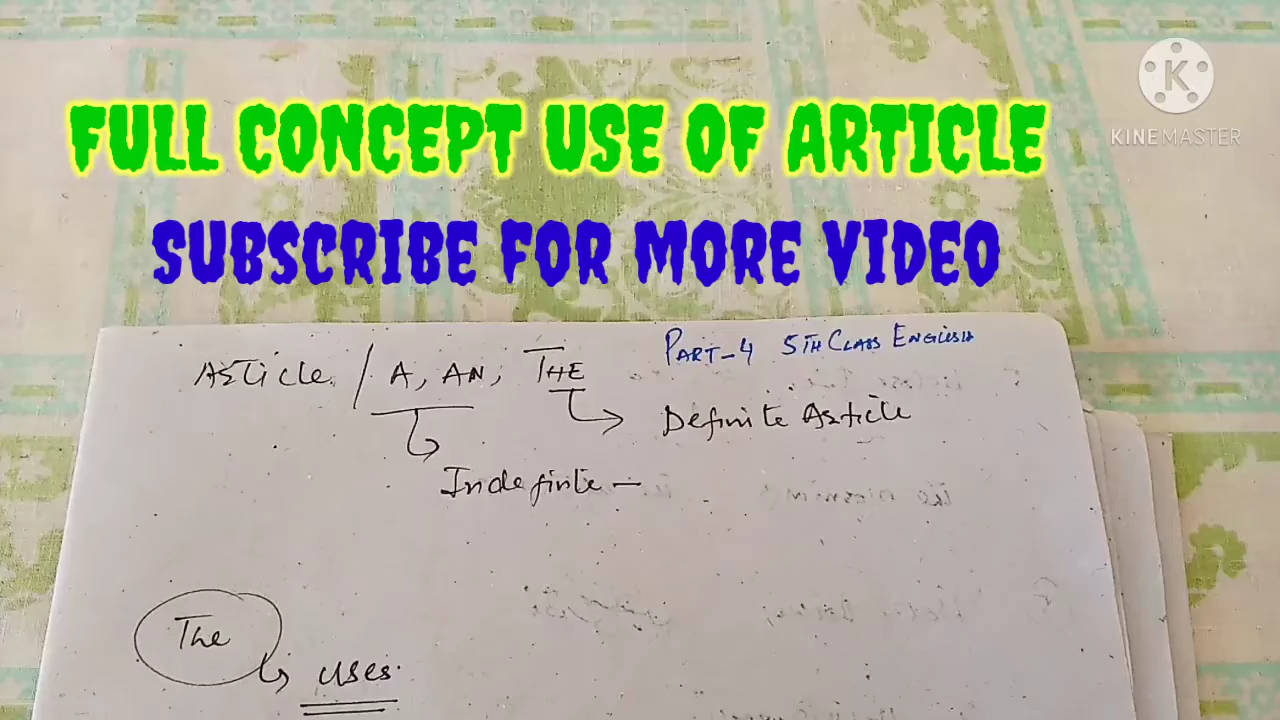 FULL CONCEPT USE OF ARTICLE
SUBSCRIBE FOR MORE VIDEO
K
KINEMASTER
PART-4 5TH CLASS ENGLISH
Article / A, AN, THE
Definite Article
Indefinite —
The
uses.